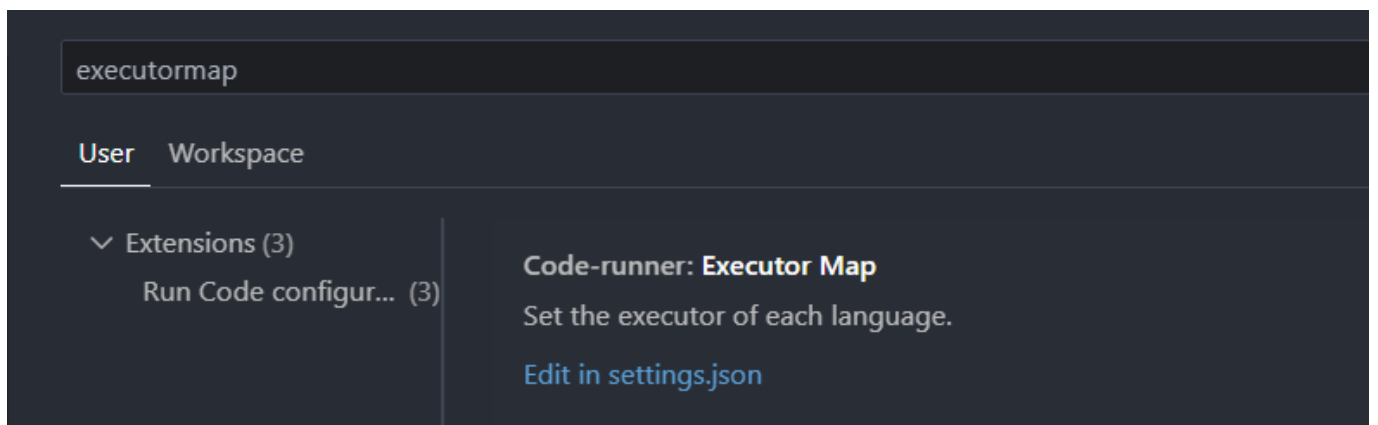 executormap
User Workspace
Extensions (3)
Run Code configur... (3)
Code-runner: Executor Map
Set the executor of each language.
Edit in settings.json